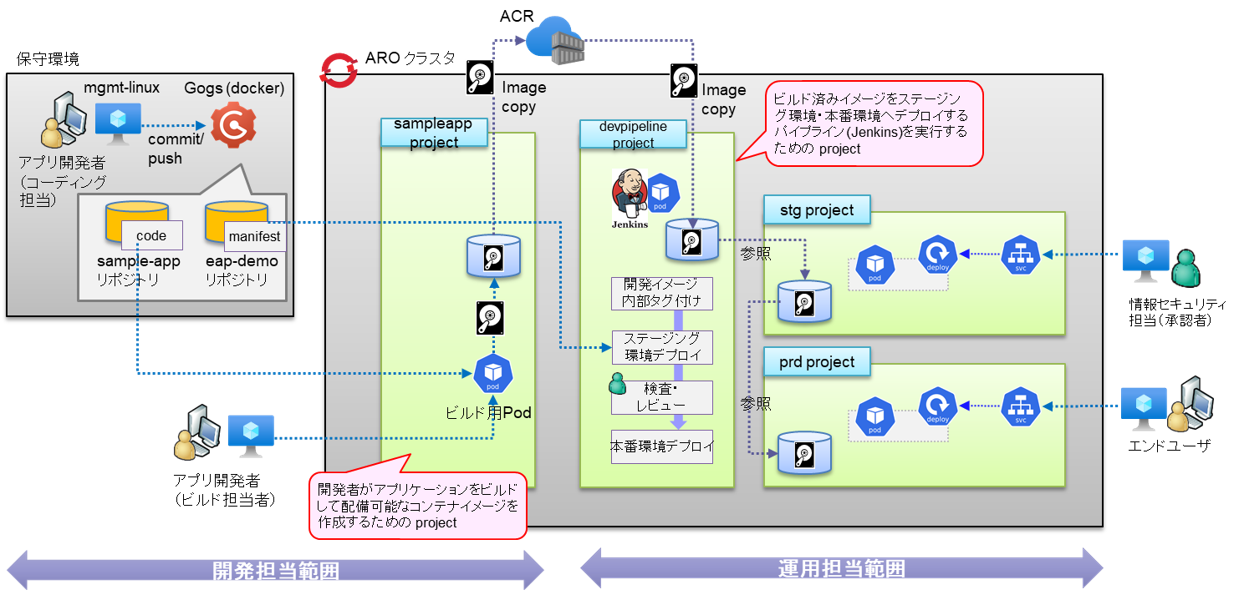 ACR
保守環境
ARO クラスタ
mgmt-linux
Gogs (docker)
commit/
push
アプリ開発者
(コーディング
担当)
code
manifest
sample-app
リポジトリ
eap-demo
リポジトリ
Image
copy
Image
copy
sampleapp
project
devpipeline
project
ビルド済みイメージをステージン
グ環境・本番環境へデプロイする
パイプライン(Jenkins)を実行する
ための project
pod
Jenkins
参照
開発イメージ
内部タグ付け
ステージング
環境デプロイ
検査・
レビュー
本番環境デプロイ
参照
stg project
pod
deploy
svc
情報セキュリティ
担当(承認者)
prd project
pod
deploy
svc
エンドユーザ
pod
ビルド用Pod
アプリ開発者
(ビルド担当者)
開発者がアプリケーションをビルド
して配備可能なコンテナイメージを
作成するための project
開発担当範囲
運用担当範囲